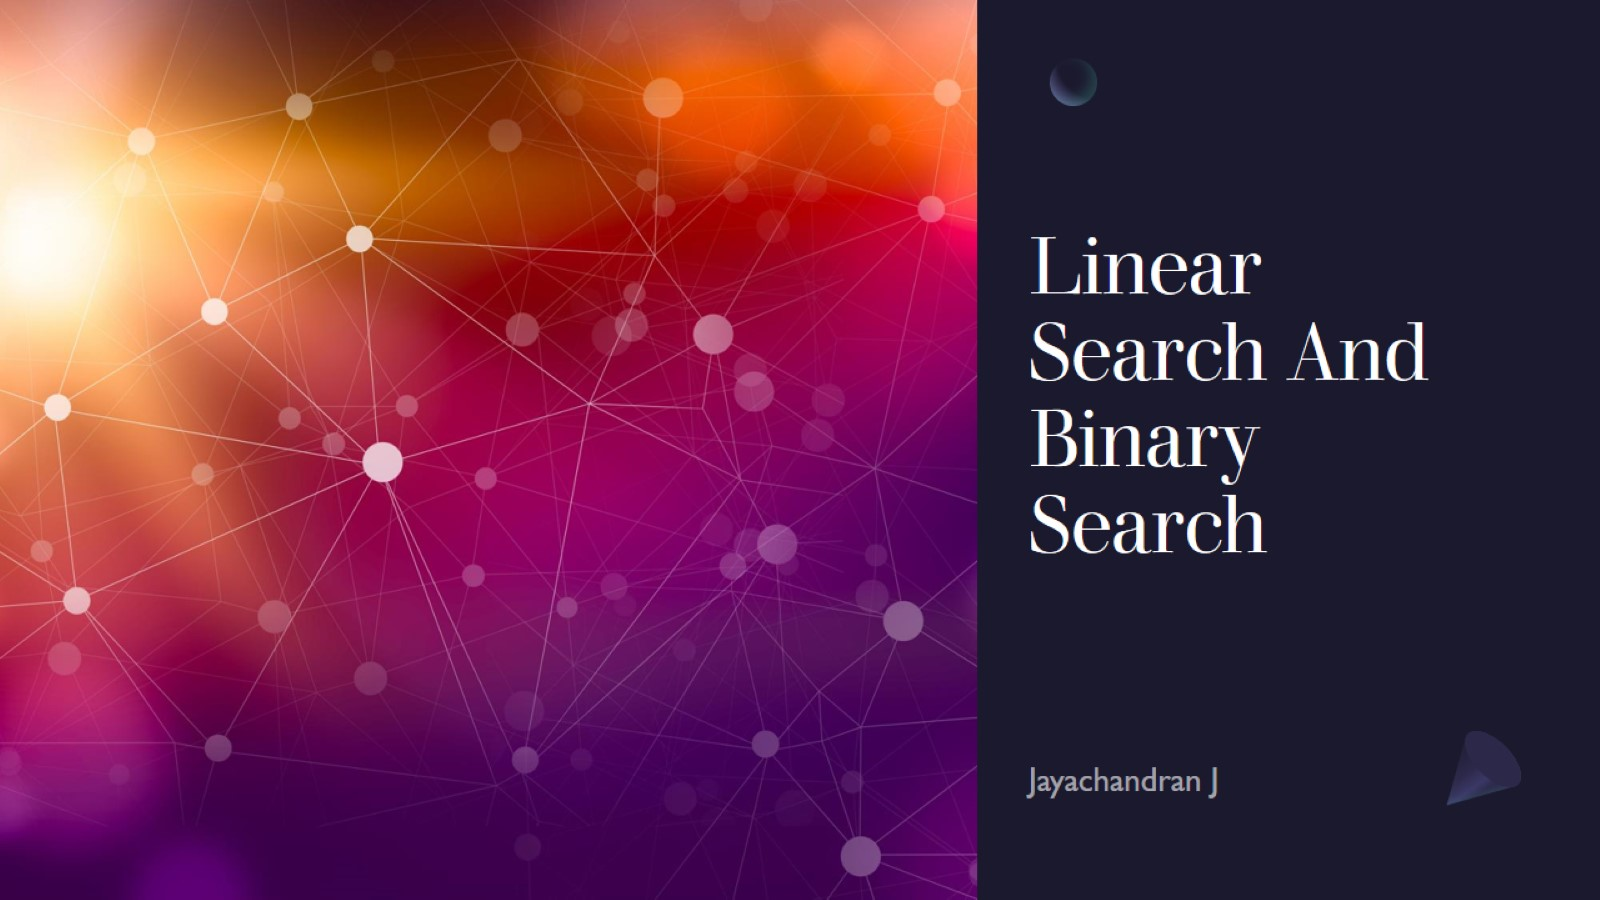 Linear
Search And
Binary
Search
Jayachandran J